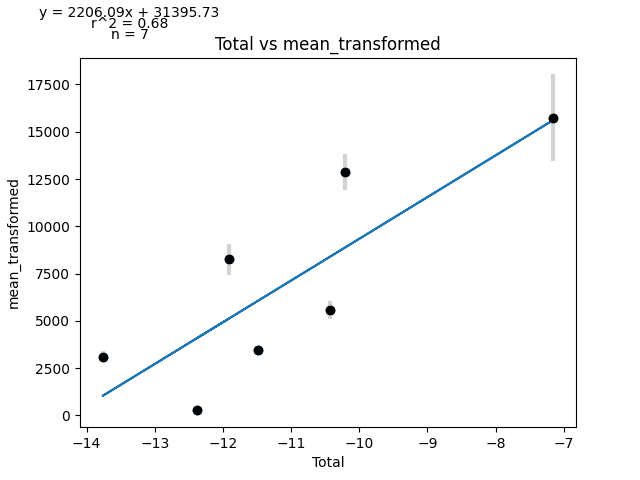 y = 2206.09x + 31395.73
r^2 = 0.68
n = 7
Total vs mean_transformed
17500
15000
12500
10000
7500
5000
2500
0
mean_transformed
−14 −13 −12 −11 −10 −9 −8 −7
Total